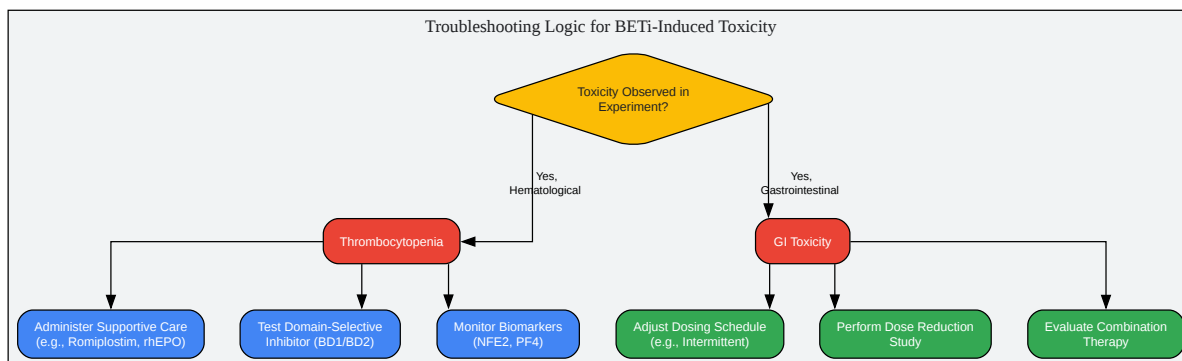 Troubleshooting Logic for BETi-Induced Toxicity
Toxicity Observed in
Experiment?
Yes,
Hematological
Yes,
Gastrointestinal
Thrombocytopenia
GI Toxicity
Administer Supportive Care
(e.g., Romiplostim, rhEPO)
Test Domain-Selective
Inhibitor (BD1/BD2)
Monitor Biomarkers
(NFE2, PF4)
Adjust Dosing Schedule
(e.g., Intermittent)
Perform Dose Reduction
Study
Evaluate Combination
Therapy